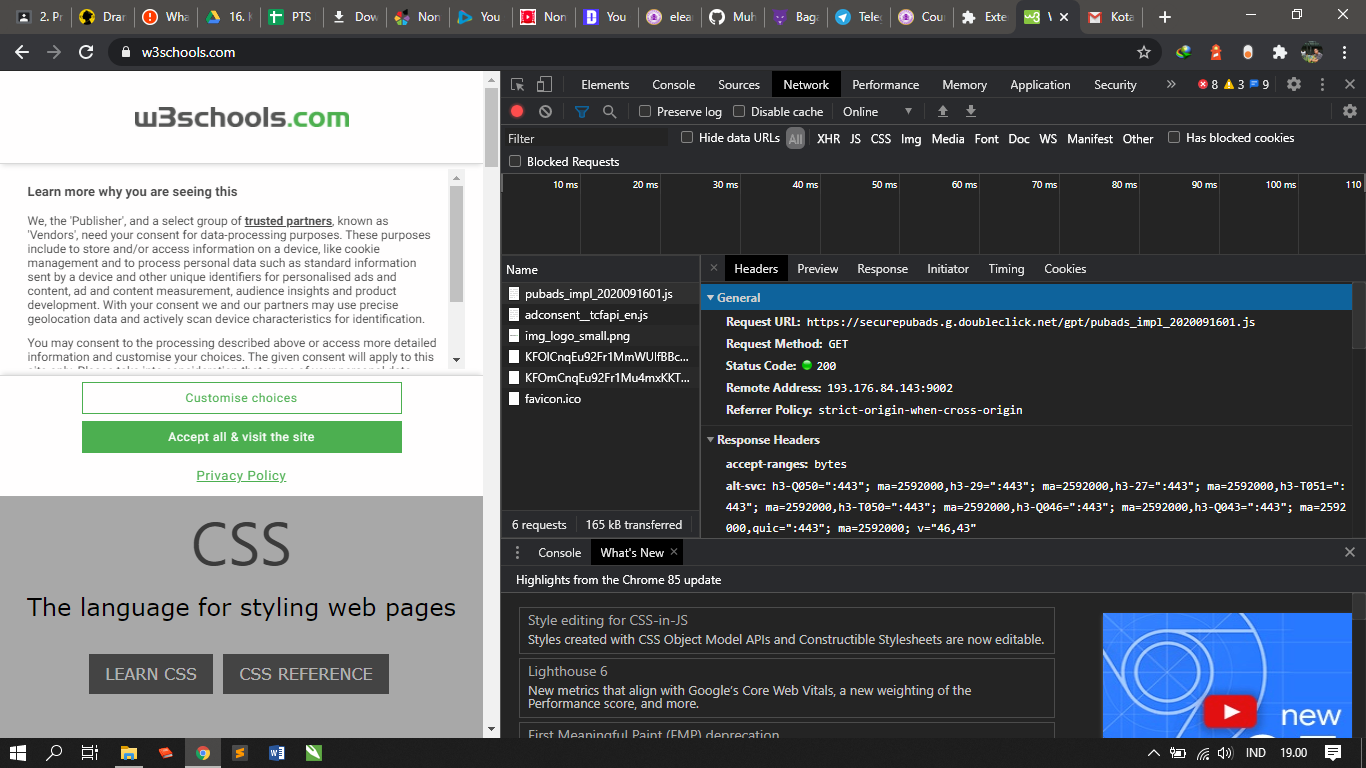 2. Pr
Drar
Wha
16. K
PTS
Dow
Non
You
Non
You
elea
Muh
Baga
Tele
Cou
Exte
Kota
w3schools.com
w3schools.com
Learn more why you are seeing this
We, the 'Publisher', and a select group of trusted partners, known as
'Vendors', need your consent for data-processing purposes. These purposes
include to store and/or access information on a device, like cookie
management and to process personal data such as standard information
sent by a device and other unique identifiers for personalised ads and
content, ad and content measurement, audience insights and product
development. With your consent we and our partners may use precise
geolocation data and actively scan device characteristics for identification.
You may consent to the processing described above or access more detailed
information and customise your choices. The given consent will apply to this
Customise choices
Accept all & visit the site
Privacy Policy
CSS
The language for styling web pages
LEARN CSS
CSS REFERENCE
Elements Console Sources Network Performance Memory Application Security » 8 3 9
Preserve log Disable cache Online
Filter Hide data URLs All XHR JS CSS Img Media Font Doc WS Manifest Other Has blocked cookies
Blocked Requests
10 ms 20 ms 30 ms 40 ms 50 ms 60 ms 70 ms 80 ms 90 ms 100 ms 110
Name
pubads_impl_2020091601.js
adconsent__tcfapi_en.js
img_logo_small.png
KFOlCnqEu92Fr1MmWUlfBBc...
KFOmCnqEu92Fr1Mu4mxKKT...
favicon.ico
6 requests 165 kB transferred
Headers Preview Response Initiator Timing Cookies
General
Request URL: https://securepubads.g.doubleclick.net/gpt/pubads_impl_2020091601.js
Request Method: GET
Status Code: 200
Remote Address: 193.176.84.143:9002
Referrer Policy: strict-origin-when-cross-origin
Response Headers
accept-ranges: bytes
alt-svc: h3-Q050=":443"; ma=2592000,h3-29=":443"; ma=2592000,h3-27=":443"; ma=2592000,h3-T051=":
443"; ma=2592000,h3-T050=":443"; ma=2592000,h3-Q046=":443"; ma=2592000,h3-Q043=":443"; ma=2592
000,quic=":443"; ma=2592000; v="46,43"
Console What's New
Highlights from the Chrome 85 update
Style editing for CSS-in-JS
Styles created with CSS Object Model APIs and Constructible Stylesheets are now editable.
Lighthouse 6
New metrics that align with Google's Core Web Vitals, a new weighting of the
Performance score, and more.
First Meaningful Paint (FMP) deprecation
new
IND 19.00